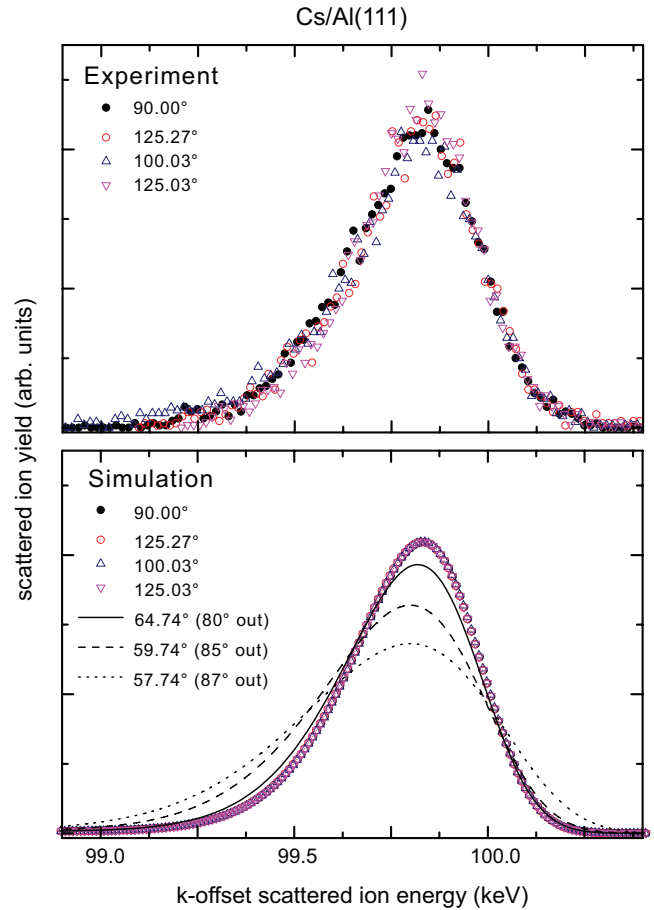 Cs/Al(111)
Experiment
90.00°
125.27°
100.03°
125.03°
scattered ion yield (arb. units)
Simulation
90.00°
125.27°
100.03°
125.03°
64.74° (80° out)
59.74° (85° out)
57.74° (87° out)
99.0 99.5 100.0
k-offset scattered ion energy (keV)